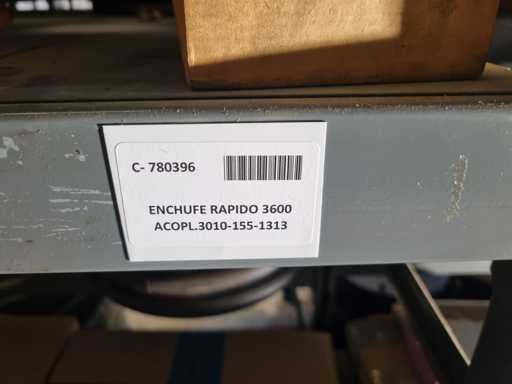 C- 780396
ENCHUFE RAPIDO 3600
ACOPL.3010-155-1313